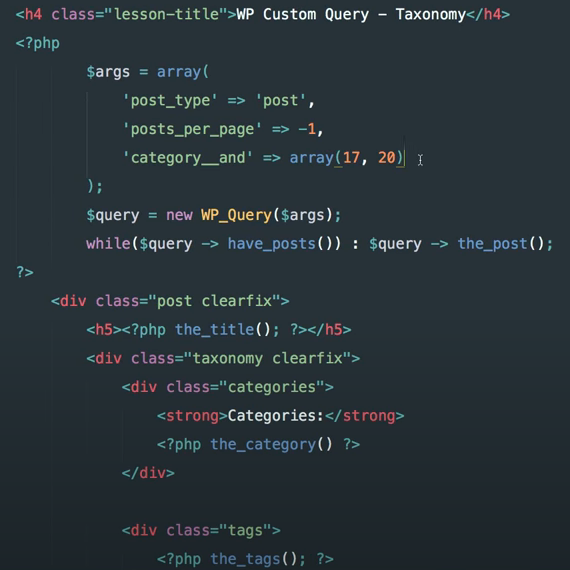 <h4 class="lesson-title">WP Custom Query - Taxonomy</h4>
<?php
$args = array(
'post_type' => 'post',
'posts_per_page' => -1,
'category__and' => array(17, 20)
);
$query = new WP_Query($args);
while($query -> have_posts()) : $query -> the_post();
?>
<div class="post clearfix">
<h5><?php the_title(); ?></h5>
<div class="taxonomy clearfix">
<div class="categories">
<strong>Categories:</strong>
<?php the_category() ?>
</div>
<div class="tags">
<?php the_tags(); ?>